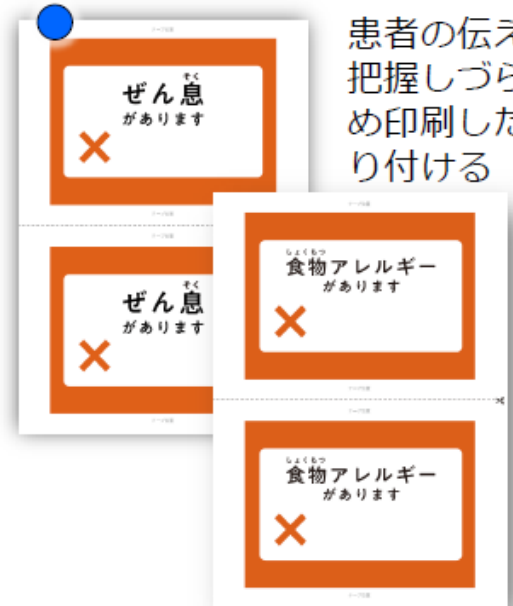 患者の伝え
把握しづら
め印刷した
り付ける
そく
ぜん息
があります
そく
ぜん息
があります
しょくもつ
食物アレルギー
があります
しょくもつ
食物アレルギー
があります